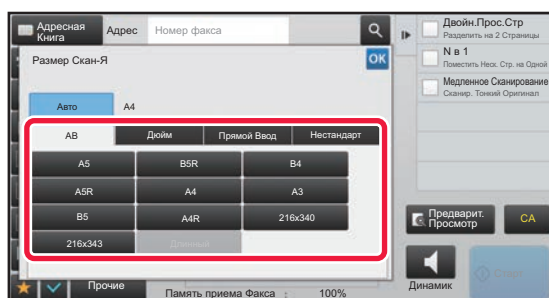 Адресная
Книга
Адрес
Номер факса
Размер Скан-Я
OK
Авто
A4
AB
Дюйм
Прямой Ввод
Нестандарт
A5
B5R
B4
A5R
A4
A3
B5
A4R
216x340
216x343
Длинный
Прочие
Память приема Факса : 100%
Двойн.Прос.Стр
Разделить на 2 Страницы
N в 1
Поместить Неск. Стр. на Одной
Медленное Сканирование
Сканир. Тонкий Оригинал
Предварит.
Просмотр
CA
Динамик
Старт